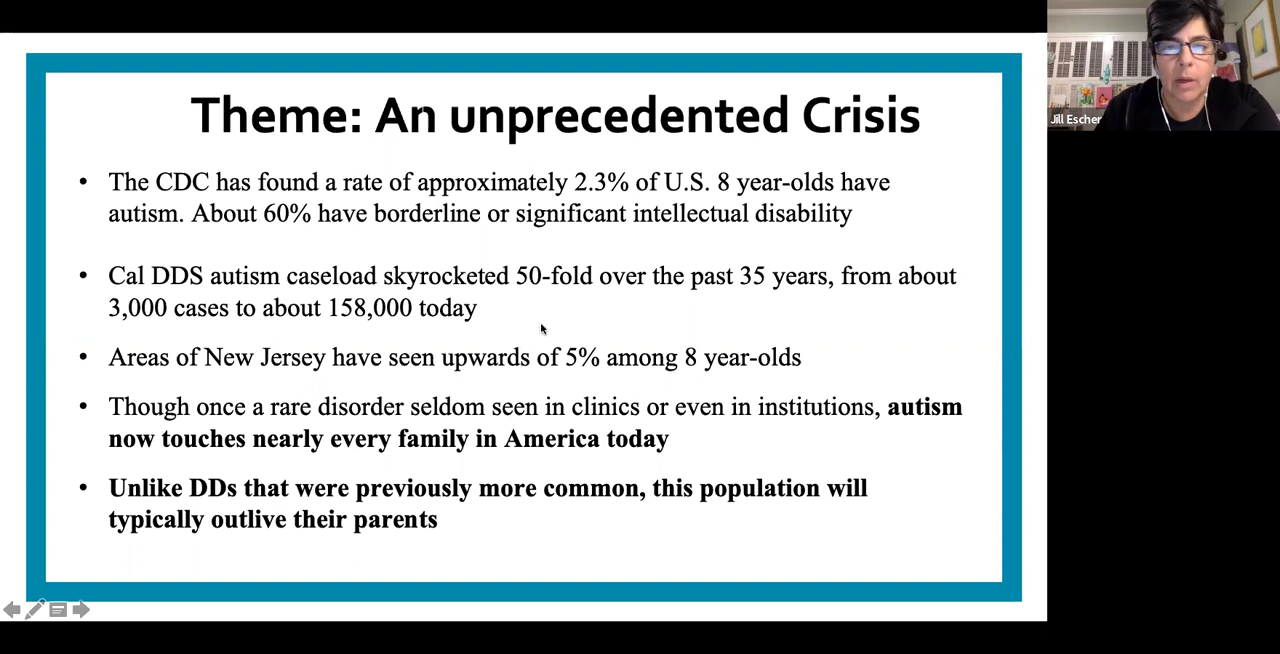 Theme: An unprecedented Crisis
• The CDC has found a rate of approximately 2.3% of U.S. 8 year-olds have
autism. About 60% have borderline or significant intellectual disability
• Cal DDS autism caseload skyrocketed 50-fold over the past 35 years, from about
3,000 cases to about 158,000 today
• Areas of New Jersey have seen upwards of 5% among 8 year-olds
• Though once a rare disorder seldom seen in clinics or even in institutions, autism
now touches nearly every family in America today
• Unlike DDs that were previously more common, this population will
typically outlive their parents
Jill Escher